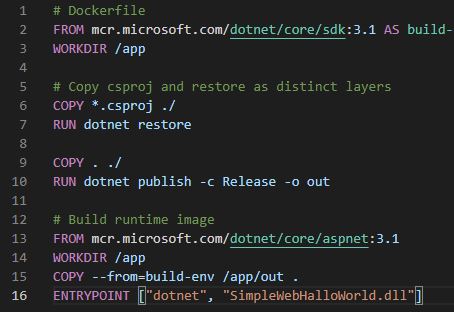 1 # Dockerfile
2 FROM mcr.microsoft.com/dotnet/core/sdk:3.1 AS build-
3 WORKDIR /app
4
5 # Copy csproj and restore as distinct layers
6 COPY *.csproj ./
7 RUN dotnet restore
8
9 COPY . ./
10 RUN dotnet publish -c Release -o out
11
12 # Build runtime image
13 FROM mcr.microsoft.com/dotnet/core/aspnet:3.1
14 WORKDIR /app
15 COPY --from=build-env /app/out .
16 ENTRYPOINT ["dotnet", "SimpleWebHalloWorld.dll"]